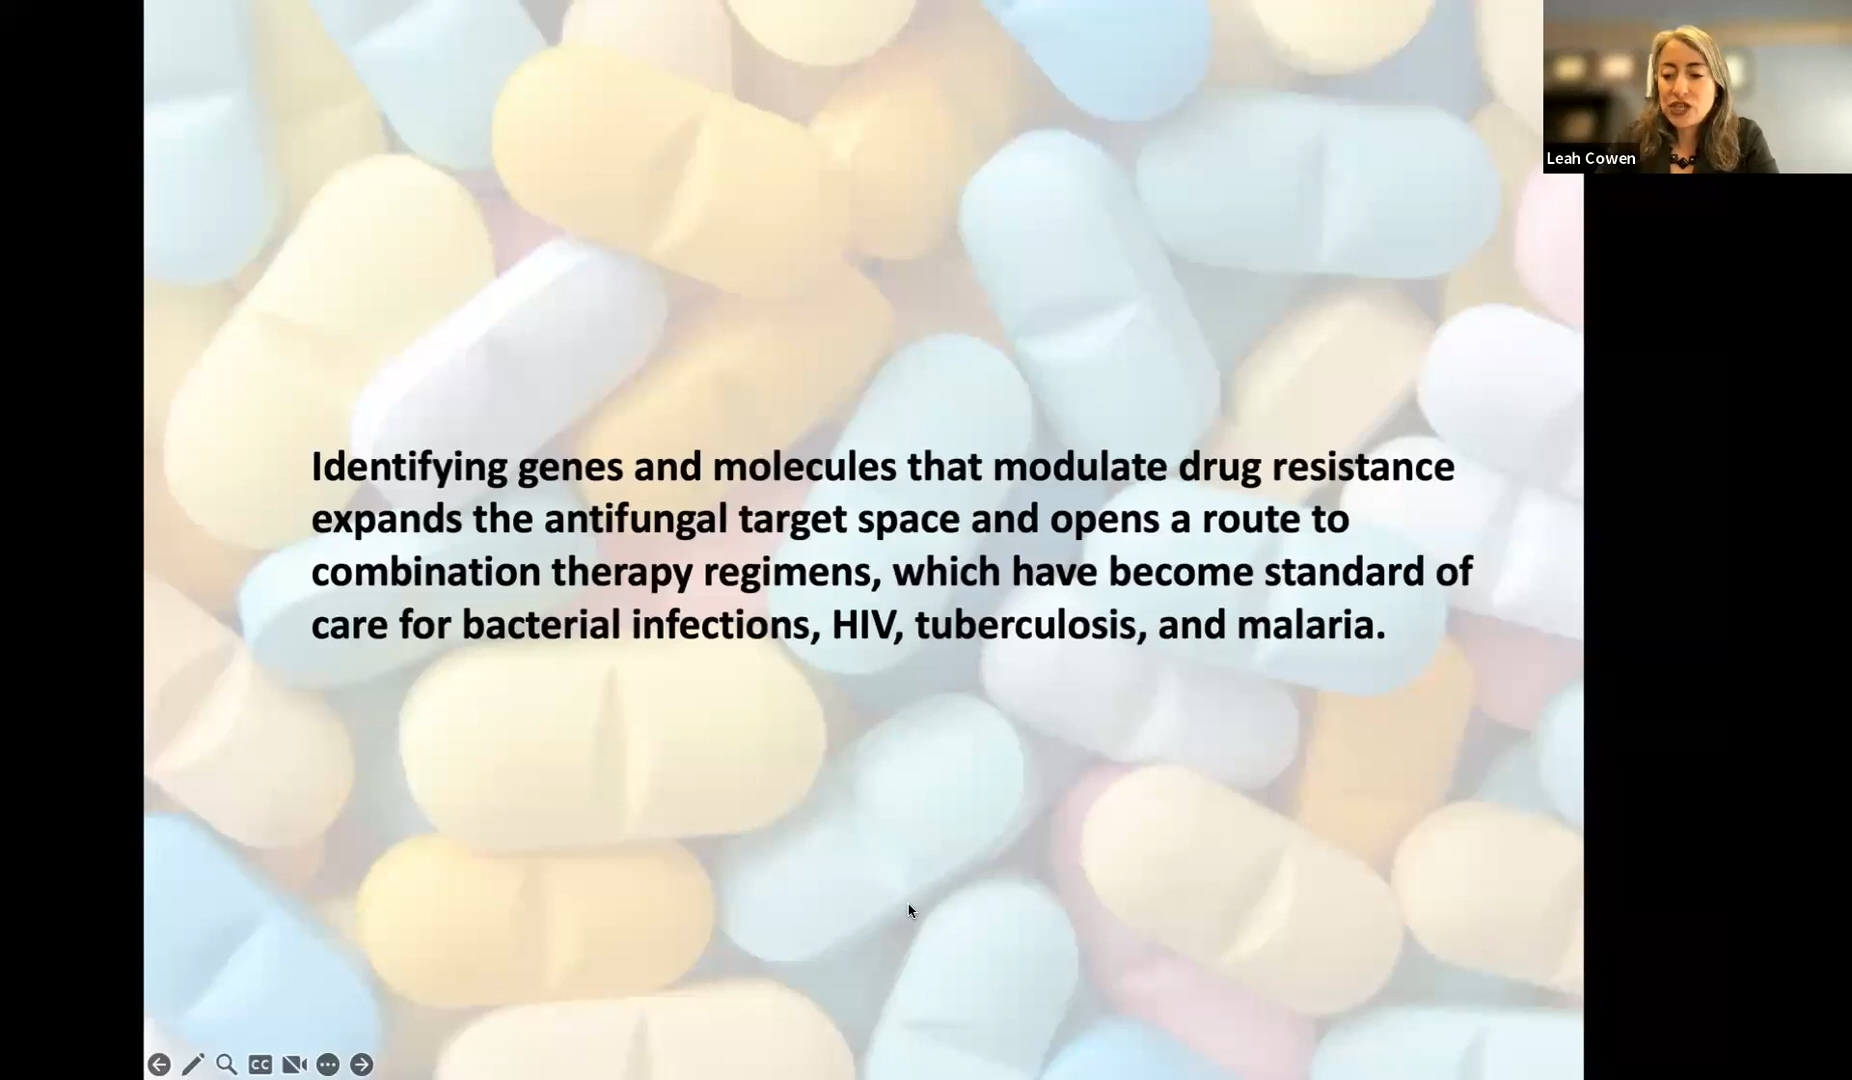 Leah Cowen
Identifying genes and molecules that modulate drug resistance
expands the antifungal target space and opens a route to
combination therapy regimens, which have become standard of
care for bacterial infections, HIV, tuberculosis, and malaria.
CC